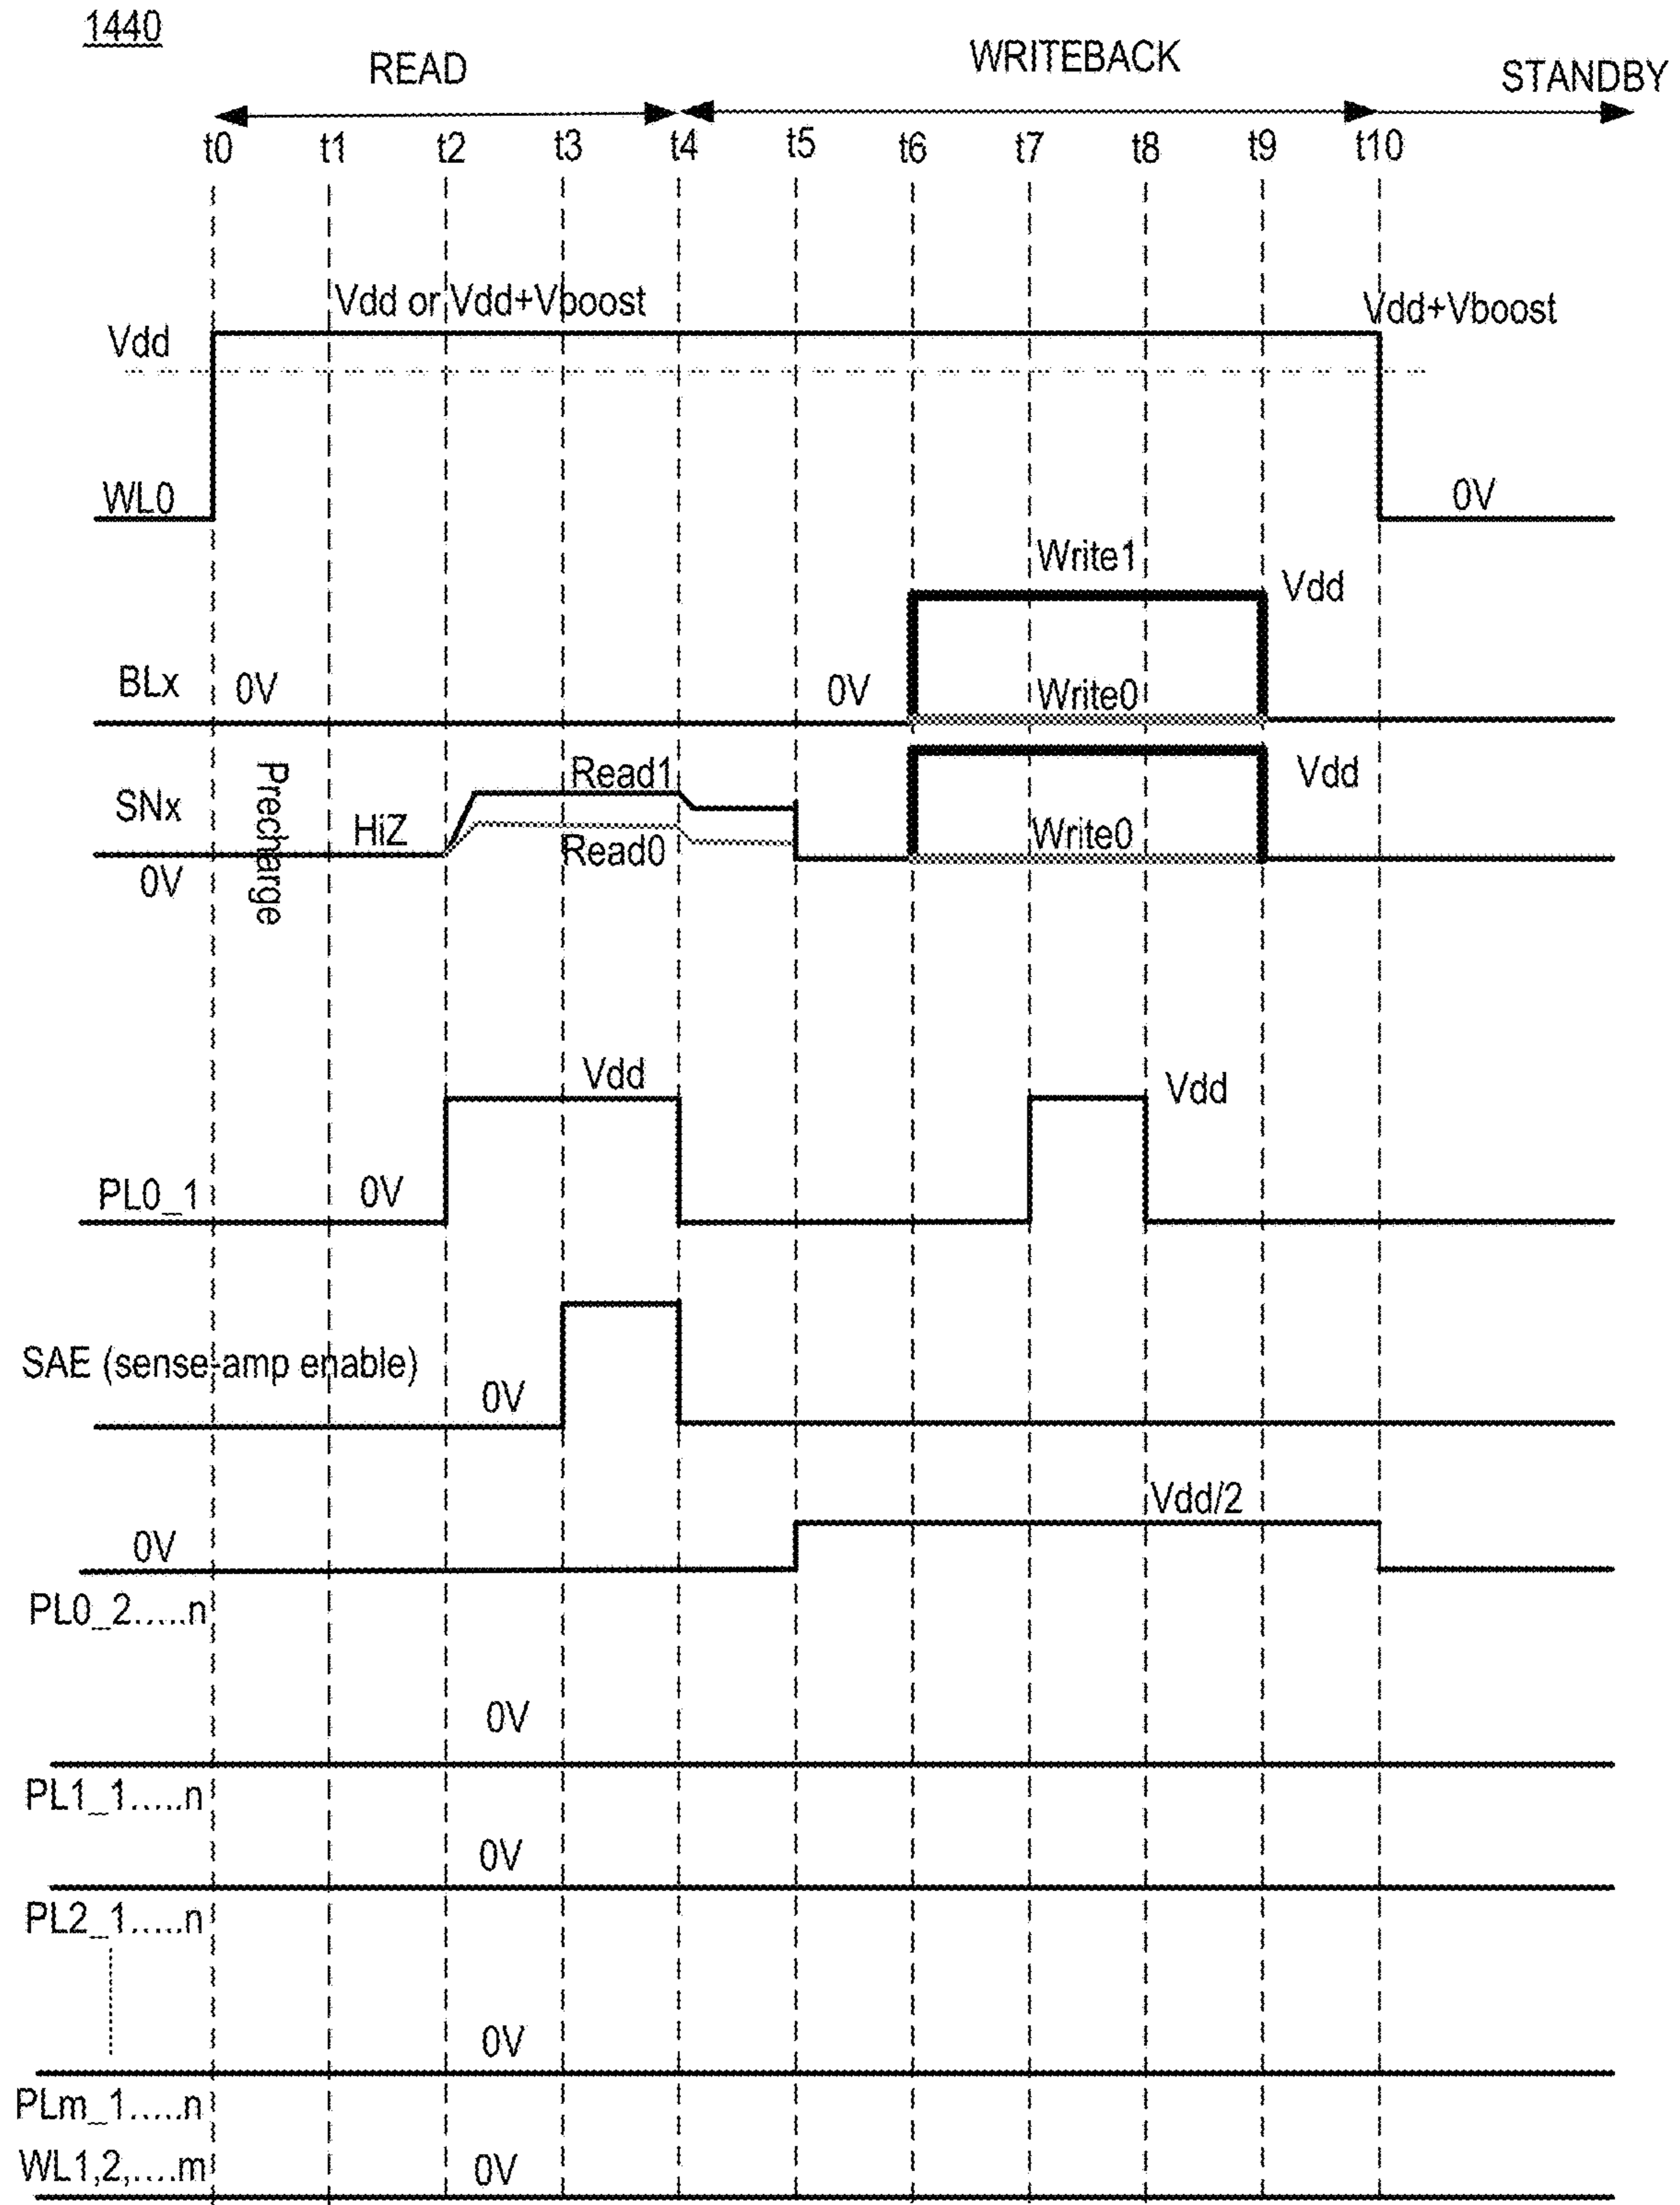 1440
READ
WRITEBACK
STANDBY
t0 t1 t2 t3 t4 t5 t6 t7 t8 t9 t10
Vdd or Vdd+Vboost
Vdd+Vboost
Vdd
WL0
0V
Write1
Vdd
BLx
0V
0V
Write0
Precharge
Read1
Vdd
SNx
HiZ
Read0
Write0
0V
Vdd
Vdd
PL0_1
0V
SAE (sense-amp enable)
0V
Vdd/2
0V
PL0_2.....n
0V
PL1_1.....n
0V
PL2_1.....n
0V
PLm_1.....n
WL1,2,....m
0V